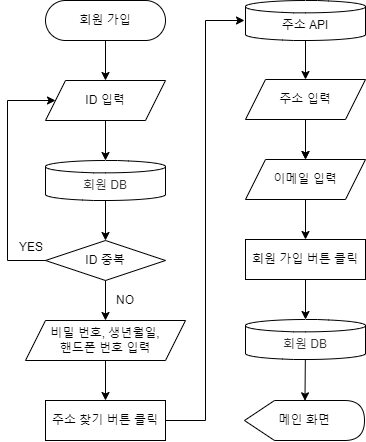 회원 가입
ID 입력
회원 DB
ID 중복
YES
NO
비밀 번호, 생년월일,
핸드폰 번호 입력
주소 찾기 버튼 클릭
주소 API
주소 입력
이메일 입력
회원 가입 버튼 클릭
회원 DB
메인 화면